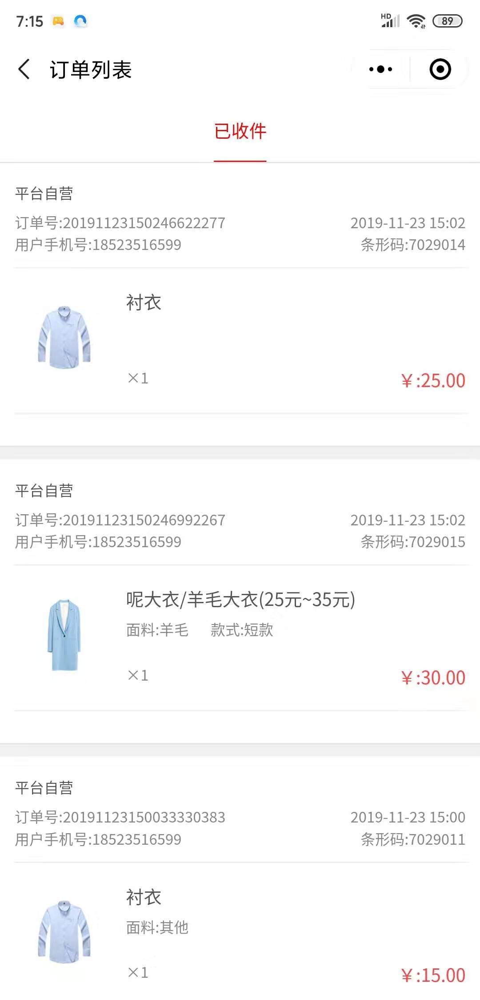 7:15
HD
89
订单列表
已收件
平台自营
订单号:20191123150246622277
2019-11-23 15:02
用户手机号:18523516599
条形码:7029014
衬衣
×1
¥:25.00
平台自营
订单号:20191123150246992267
2019-11-23 15:02
用户手机号:18523516599
条形码:7029015
呢大衣/羊毛大衣(25元~35元)
面料:羊毛 款式:短款
×1
¥:30.00
平台自营
订单号:20191123150033330383
2019-11-23 15:00
用户手机号:18523516599
条形码:7029011
衬衣
面料:其他
×1
¥:15.00